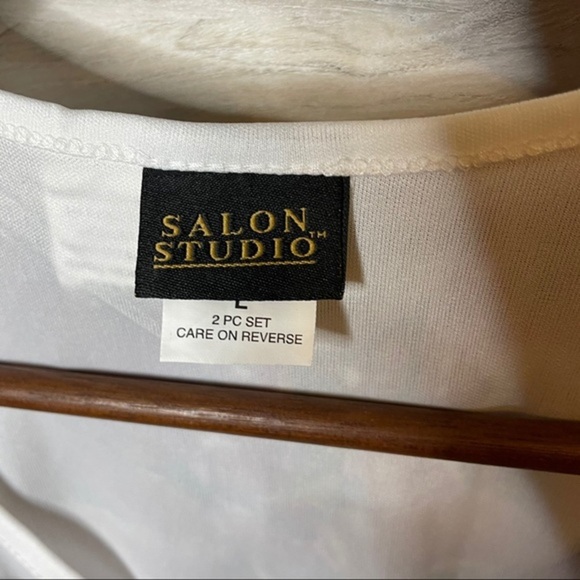 SALON
STUDIO™
L
2 PC SET
CARE ON REVERSE